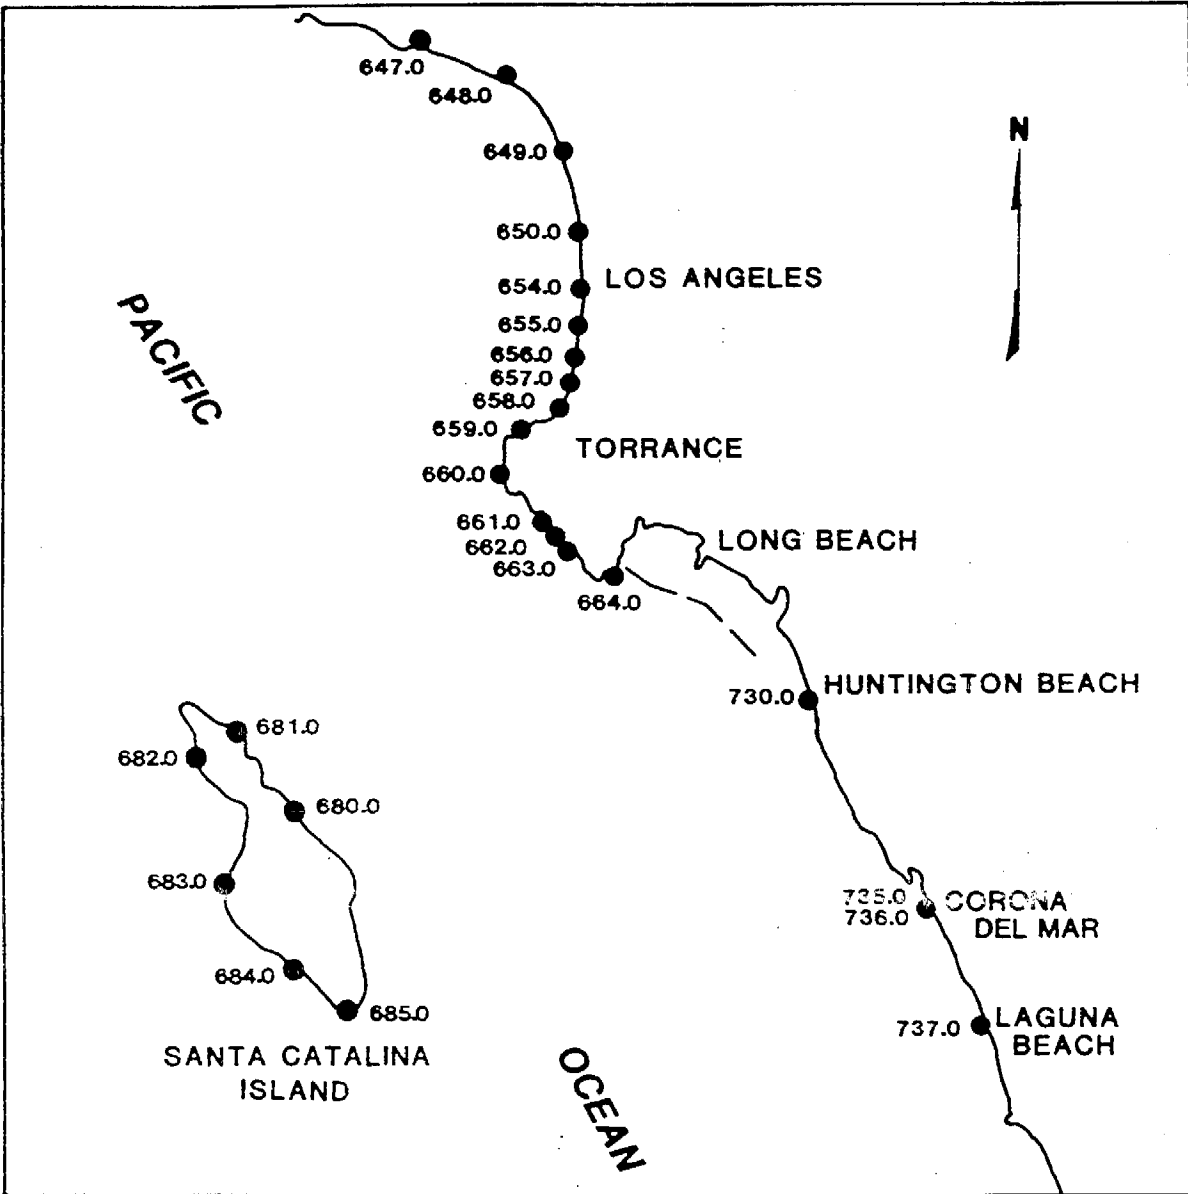 647.0
648.0
N
649.0
650.0
LOS ANGELES
654.0
PACIFIC
655.0
656.0
657.0
658.0
659.0
TORRANCE
660.0
661.0
LONG BEACH
662.0
663.0
664.0
HUNTINGTON BEACH
730.0
681.0
682.0
680.0
683.0
735.0
CORONA
736.0
DEL MAR
684.0
685.0
737.0
LAGUNA
BEACH
SANTA CATALINA
ISLAND
OCEAN